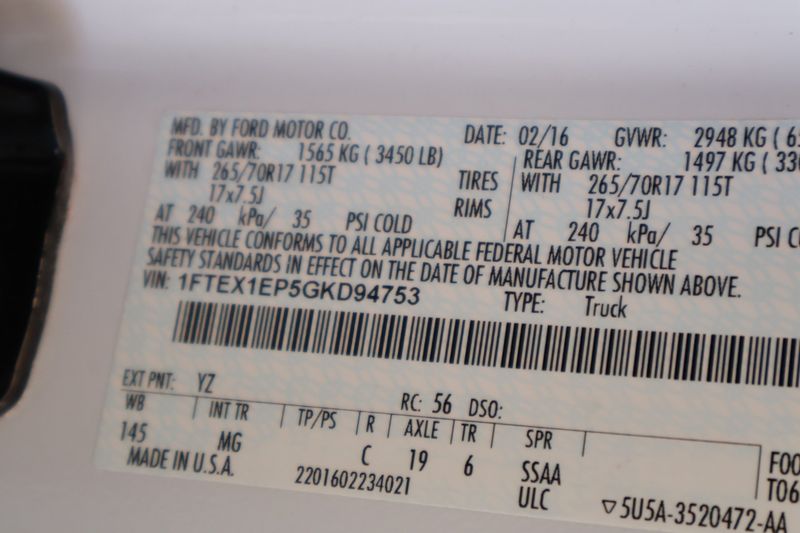 MFD. BY FORD MOTOR CO. DATE: 02/16 GVWR: 2948 KG (
FRONT GAWR: 1565 KG ( 3450 LB) REAR GAWR: 1497 KG (
WITH 265/70R17 115T TIRES WITH 265/70R17 115T
17x7.5J RIMS 17x7.5J
AT 240 kPa/ 35 PSI COLD AT 240 kPa/ 35 PSI
THIS VEHICLE CONFORMS TO ALL APPLICABLE FEDERAL MOTOR VEHICLE
SAFETY STANDARDS IN EFFECT ON THE DATE OF MANUFACTURE SHOWN ABOVE.
VIN: 1FTEX1EP5GKD94753 TYPE: Truck
EXT PNT: YZ RC: 56 DSO:
WB INT TR TP/PS R AXLE TR SPR
145 MG C 19 6 SSAA
MADE IN U.S.A. 2201602234021 ULC
F00
T06
▽5U5A-3520472-AA